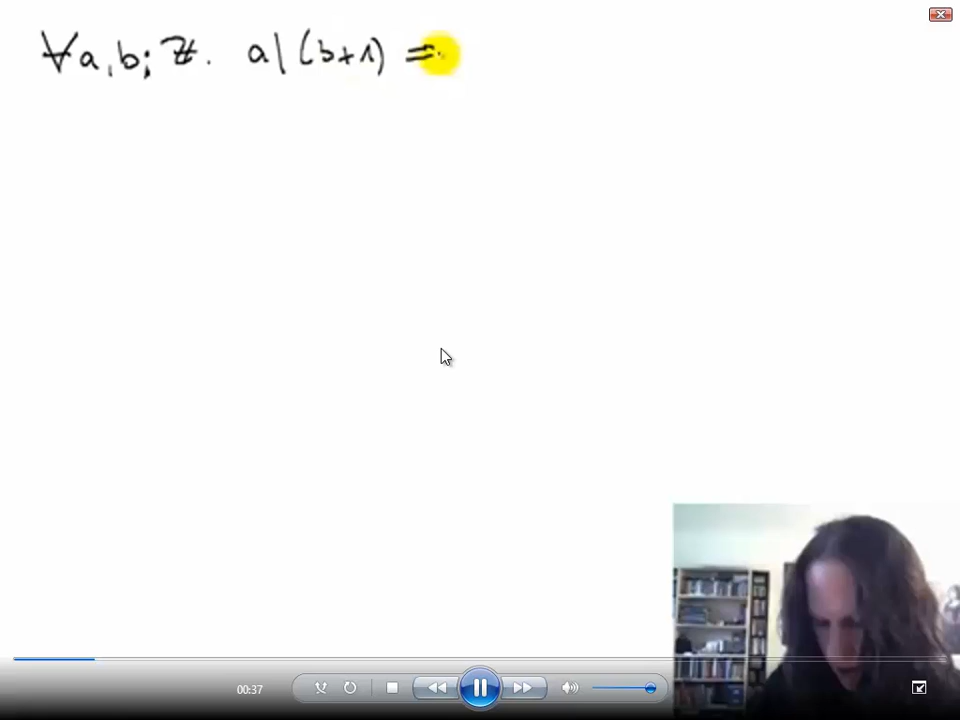 ∀a,b: ℤ. a|(b+1) =
00:37